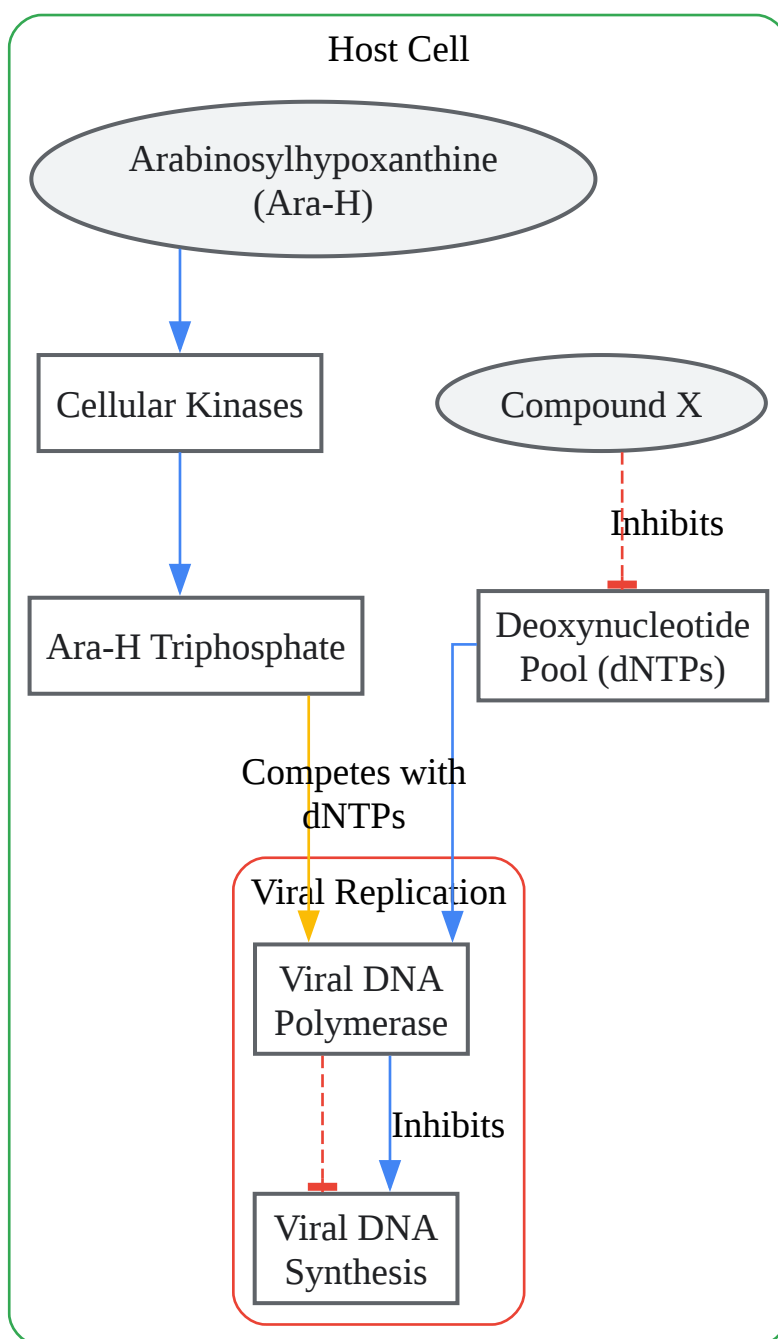 Host Cell
Arabinosylhypoxanthine
(Ara-H)
Cellular Kinases
Compound X
Inhibits
Ara-H Triphosphate
Deoxynucleotide
Pool (dNTPs)
Competes with
dNTPs
Viral Replication
Viral DNA
Polymerase
Inhibits
Viral DNA
Synthesis